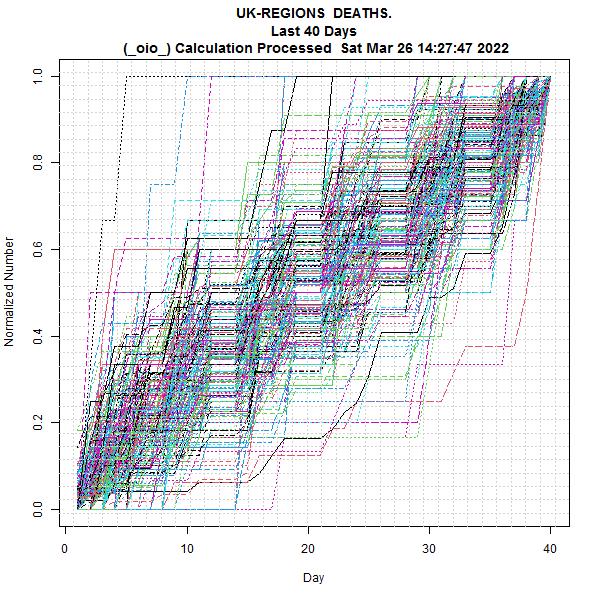 UK-REGIONS DEATHS.
Last 40 Days
(_oio_) Calculation Processed Sat Mar 26 14:27:47 2022
Normalized Number
1.0
0.8
0.6
0.4
0.2
0.0
0 10 20 30 40
Day